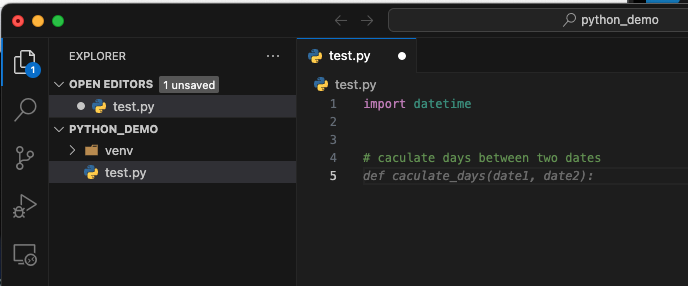 python_demo
EXPLORER
test.py
OPEN EDITORS 1 unsaved
test.py
test.py
PYTHON_DEMO
venv
test.py
1
1 import datetime
2
3
4 # caculate days between two dates
5 def caculate_days(date1, date2):